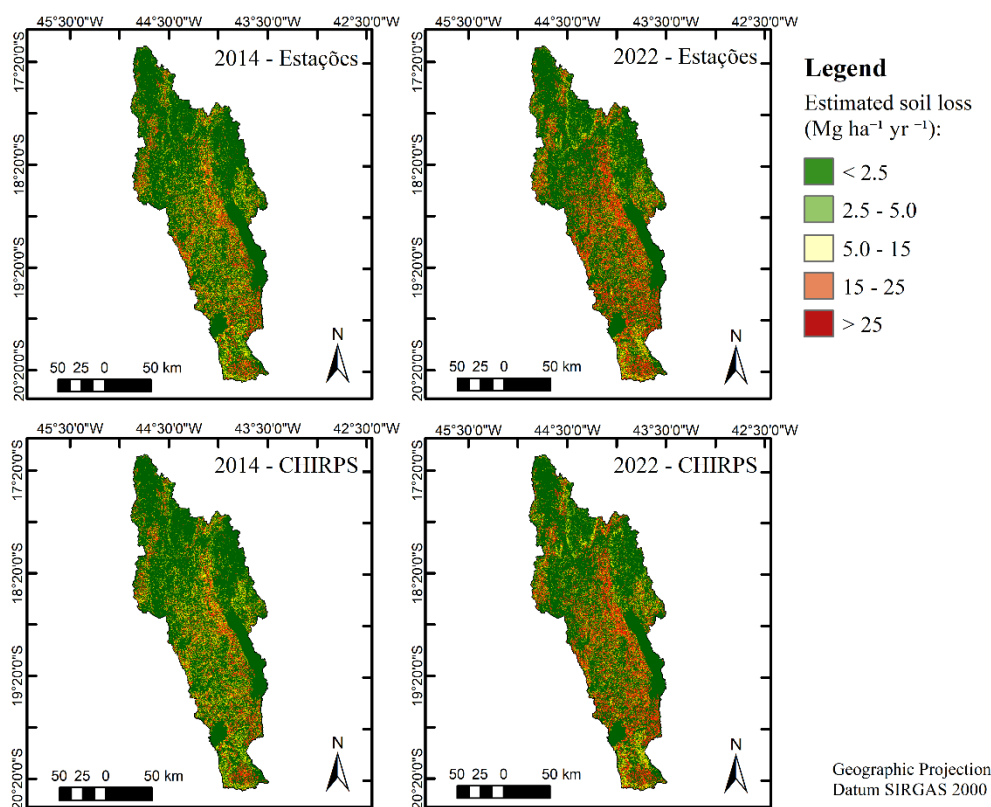 45°30'0"W 44°30'0"W 43°30'0"W 42°30'0"W
17°20'0"S
18°20'0"S
19°20'0"S
20°20'0"S
2014 - Estações
50 25 0 50 km
N
45°30'0"W 44°30'0"W 43°30'0"W 42°30'0"W
17°20'0"S
18°20'0"S
19°20'0"S
20°20'0"S
2022 - Estações
50 25 0 50 km
N
Legend
Estimated soil loss
(Mg ha⁻¹ yr ⁻¹):
< 2.5
2.5 - 5.0
5.0 - 15
15 - 25
> 25
45°30'0"W 44°30'0"W 43°30'0"W 42°30'0"W
17°20'0"S
18°20'0"S
19°20'0"S
20°20'0"S
2014 - CHIRPS
50 25 0 50 km
N
45°30'0"W 44°30'0"W 43°30'0"W 42°30'0"W
17°20'0"S
18°20'0"S
19°20'0"S
20°20'0"S
2022 - CHIRPS
50 25 0 50 km
N
Geographic Projection
Datum SIRGAS 2000